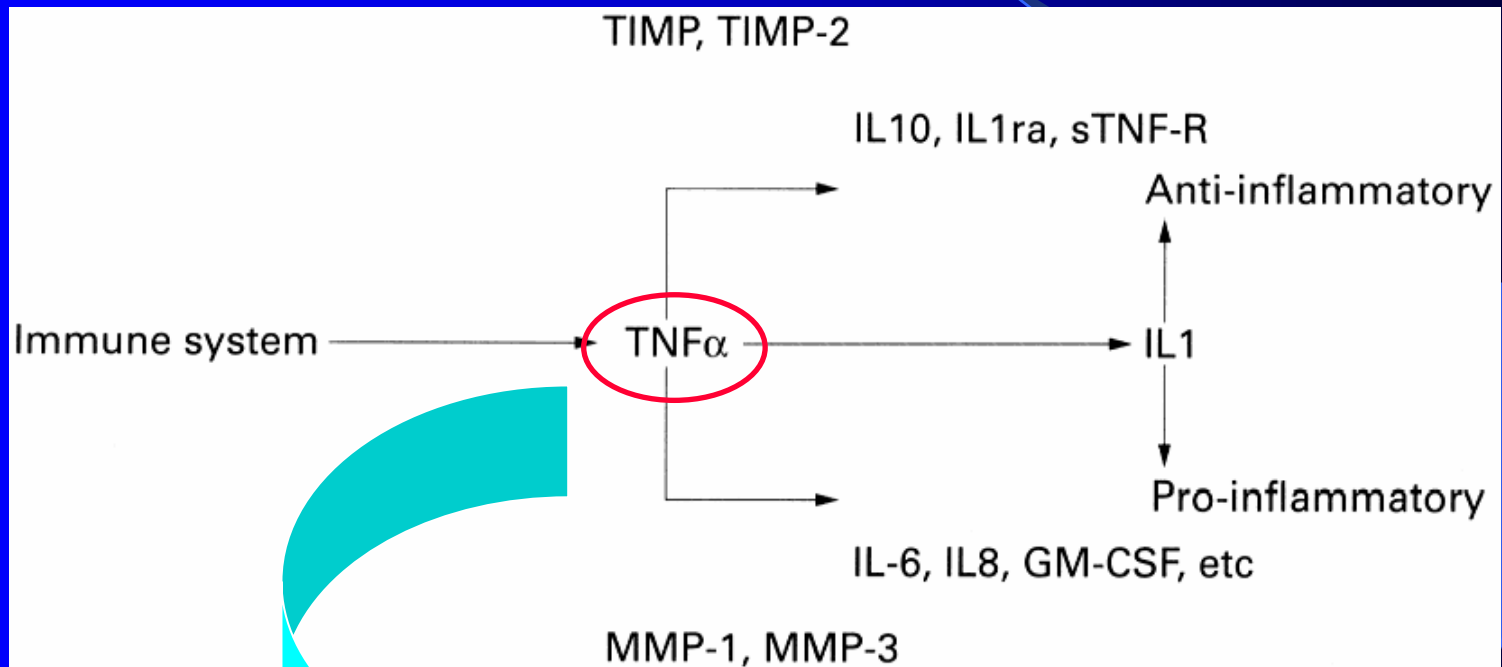 TIMP, TIMP-2
IL10, IL1ra, sTNF-R
Anti-inflammatory
Immune system
TNFα
IL1
Pro-inflammatory
IL-6, IL8, GM-CSF, etc
MMP-1, MMP-3